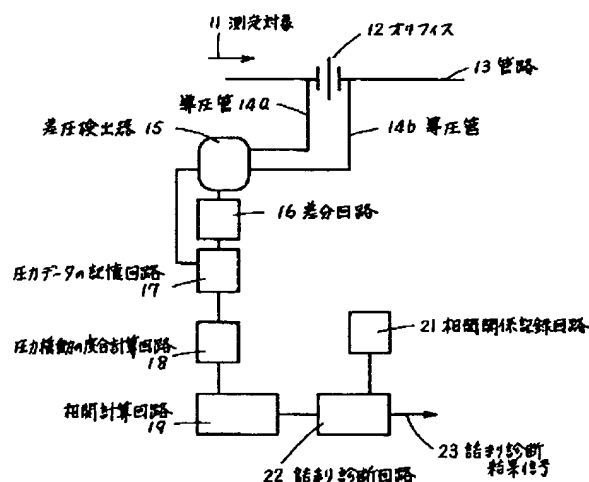 11 測定対象
12 オリフィス
13 管路
導圧管 14a
差圧検出器 15
14b 導圧管
16 差分回路
圧力データの記憶回路
17
圧力揺動の度合計算回路
18
21 相関関係記録回路
相関計算回路
19
22 詰まり診断回路
23 詰まり診断
結果信号